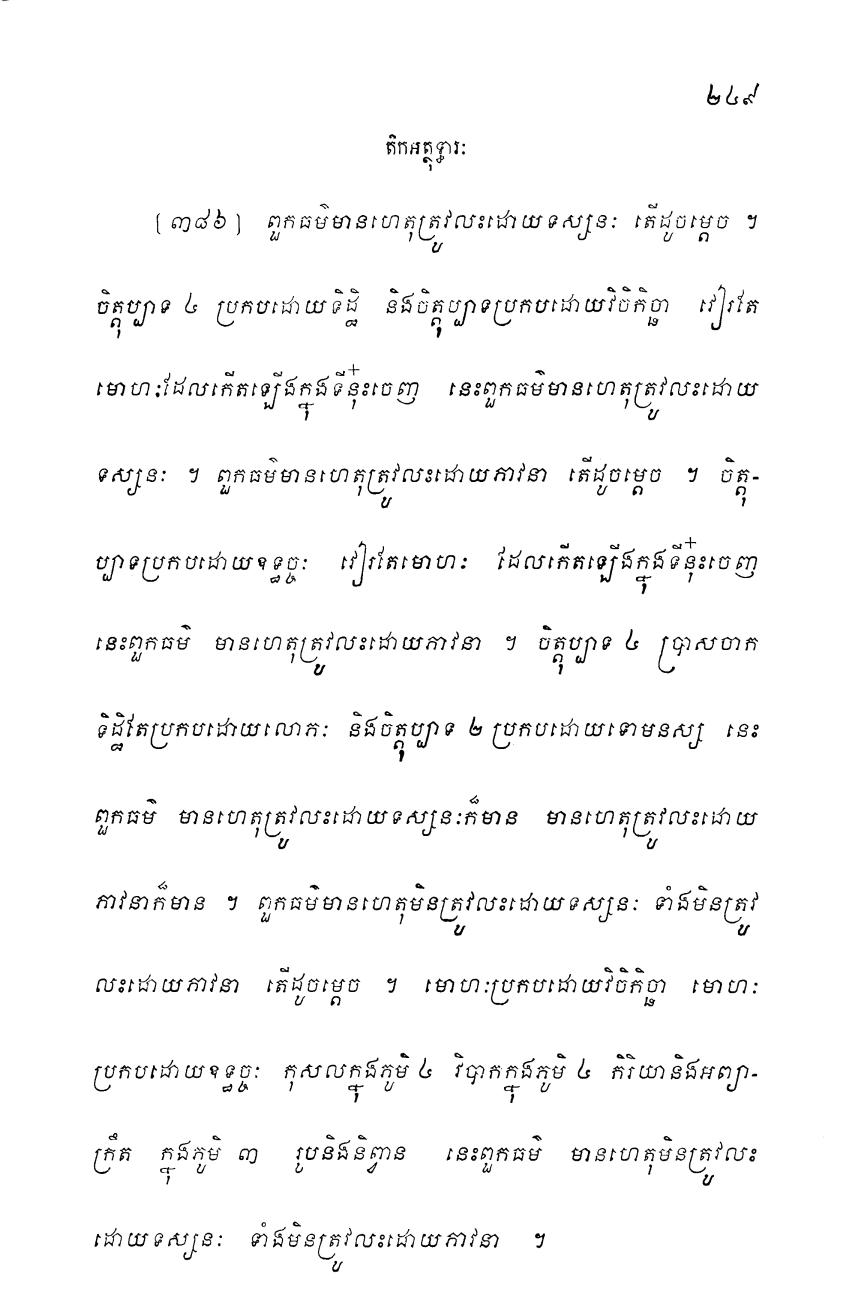 ២៤៩
តិកអត្ថុទ្ធារៈ
[៣៨៦] ពួកធម៌មានហេតុត្រូវលះដោយទស្សនៈ តើដូចម្តេច ។
ចិត្តុប្បាទ ៤ ប្រកបដោយទិដ្ឋិ និងចិត្តុប្បាទប្រកបដោយវិចិកិច្ឆា វៀរតែ
មោហៈដែលកើតឡើងក្នុងទីនុ៎ះចេញ នេះពួកធម៌មានហេតុត្រូវលះដោយ
ទស្សនៈ ។ ពួកធម៌មានហេតុត្រូវលះដោយភាវនា តើដូចម្តេច ។ ចិត្តុ-
ប្បាទប្រកបដោយឧទ្ធច្ចៈ វៀរតែមោហៈ ដែលកើតឡើងក្នុងទីនុ៎ះចេញ
នេះពួកធម៌ មានហេតុត្រូវលះដោយភាវនា ។ ចិត្តុប្បាទ ៤ ប្រាសចាក
ទិដ្ឋិតែប្រកបដោយលោភៈ និងចិត្តុប្បាទ ២ ប្រកបដោយទោមនស្ស នេះ
ពួកធម៌ មានហេតុត្រូវលះដោយទស្សនៈក៏មាន មានហេតុត្រូវលះដោយ
ភាវនាក៏មាន ។ ពួកធម៌មានហេតុមិនត្រូវលះដោយទស្សនៈ ទាំងមិនត្រូវ
លះដោយភាវនា តើដូចម្តេច ។ មោហៈប្រកបដោយវិចិកិច្ឆា មោហៈ
ប្រកបដោយឧទ្ធច្ចៈ កុសលក្នុងភូមិ ៤ វិបាកក្នុងភូមិ ៤ កិរិយានិងអព្យា-
ក្រឹត ក្នុងភូមិ ៣ រូបនិងនិព្វាន នេះពួកធម៌ មានហេតុមិនត្រូវលះ
ដោយទស្សនៈ ទាំងមិនត្រូវលះដោយភាវនា ។